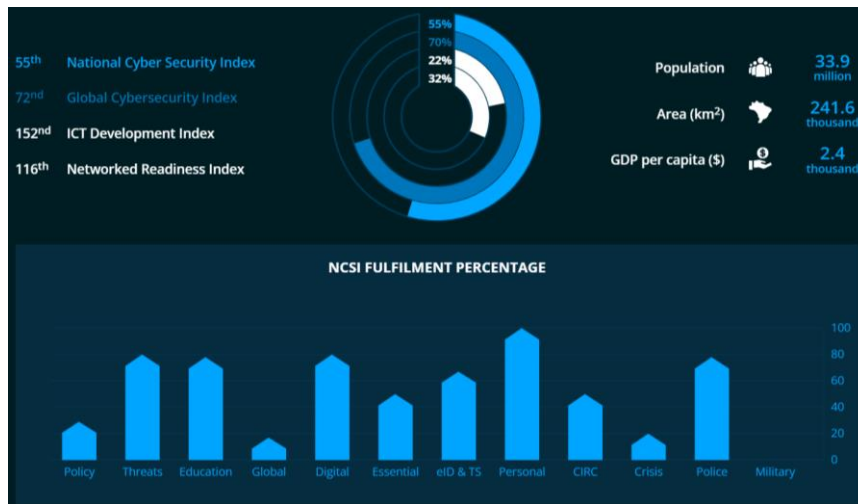 55th National Cyber Security Index
72nd Global Cybersecurity Index
152nd ICT Development Index
116th Networked Readiness Index
55%
70%
22%
32%
Population 33.9 million
Area (km²) 241.6 thousand
GDP per capita ($) 2.4 thousand
NCSI FULFILMENT PERCENTAGE
100
80
60
40
20
0
Policy Threats Education Global Digital Essential eID & TS Personal CIRC Crisis Police Military